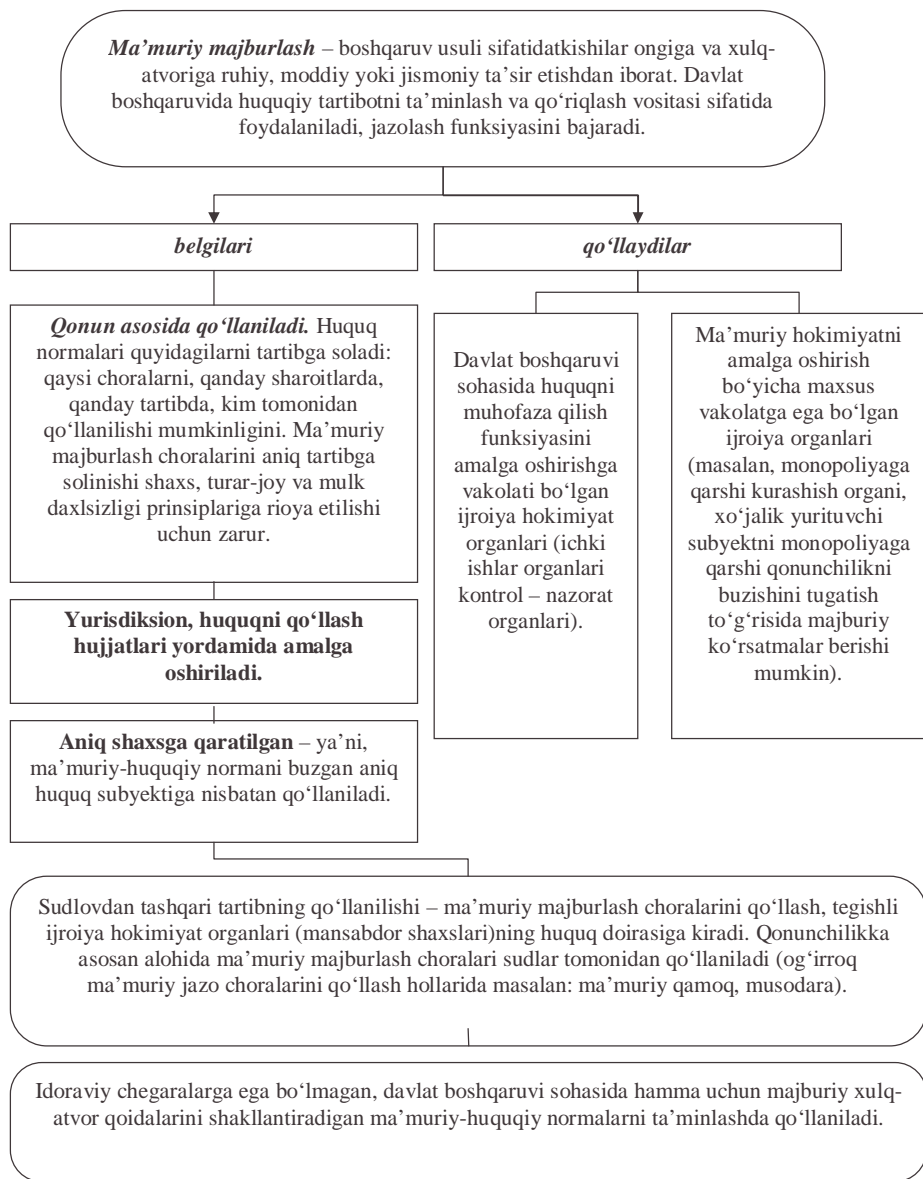 Ma’muriy majburlash – boshqaruv usuli sifatidatkishilar ongiga va xulq-
atvoriga ruhiy, moddiy yoki jismoniy ta’sir etishdan iborat. Davlat
boshqaruvida huquqiy tartibotni ta’minlash va qo‘riqlash vositasi sifatida
foydalaniladi, jazolash funksiyasini bajaradi.
belgilari
qo‘llaydilar
Qonun asosida qo‘llaniladi. Huquq
normalari quyidagilarni tartibga soladi:
qaysi choralarni, qanday sharoitlarda,
qanday tartibda, kim tomonidan
qo‘llanilishi mumkinligini. Ma’muriy
majburlash choralarini aniq tartibga
solinishi shaxs, turar-joy va mulk
daxlsizligi prinsiplariga rioya etilishi
uchun zarur.
Yurisdiksion, huquqni qo‘llash
hujjatlari yordamida amalga
oshiriladi.
Aniq shaxsga qaratilgan – ya’ni,
ma’muriy-huquqiy normani buzgan aniq
huquq subyektiga nisbatan qo‘llaniladi.
Davlat boshqaruvi
sohasida huquqni
muhofaza qilish
funksiyasini
amalga oshirishga
vakolati bo‘lgan
ijroiya hokimiyat
organlari (ichki
ishlar organlari
kontrol – nazorat
organlari).
Ma’muriy hokimiyatni
amalga oshirish
bo‘yicha maxsus
vakolatga ega bo‘lgan
ijroiya organlari
(masalan, monopoliyaga
qarshi kurashish organi,
xo‘jalik yurituvchi
subyektni monopoliyaga
qarshi qonunchilikni
buzishini tugatish
to‘g‘risida majburiy
ko‘rsatmalar berishi
mumkin).
Sudlovdan tashqari tartibning qo‘llanilishi – ma’muriy majburlash choralarini qo‘llash, tegishli
ijroiya hokimiyat organlari (mansabdor shaxslari)ning huquq doirasiga kiradi. Qonunchilikka
asosan alohida ma’muriy majburlash choralari sudlar tomonidan qo‘llaniladi (og‘irroq
ma’muriy jazo choralarini qo‘llash hollarida masalan: ma’muriy qamoq, musodara).
Idoraviy chegaralarga ega bo‘lmagan, davlat boshqaruvi sohasida hamma uchun majburiy xulq-
atvor qoidalarini shakllantiradigan ma’muriy-huquqiy normalarni ta’minlashda qo‘llaniladi.